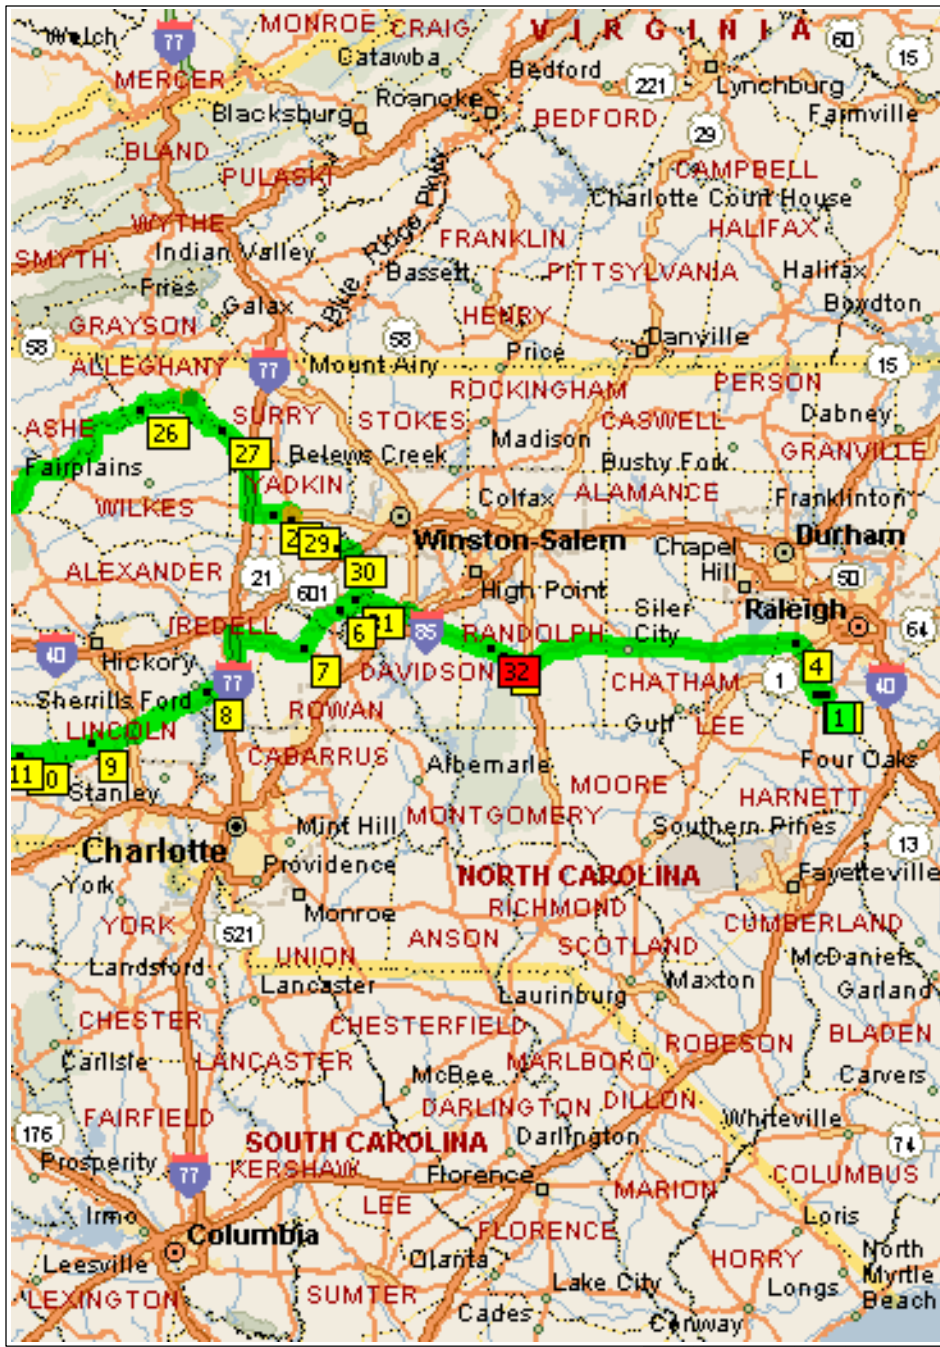 MONROE CRAIG
VIRGINIA
Welch
77
60
15
Catawba
Bedford
MERCER
221
Lynchburg
Roanoke
Blacksburg
BEDFORD
Farmville
29
BLAND
PULASKI
CAMPBELL
Charlotte Court House
WYTHE
Blue Ridge Pkwy
FRANKLIN
HALIFAX
SMYTH
Indian Valley
Bassett
PITTSYLVANIA
Halifax
Fries
Galax
Boydton
GRAYSON
HENRY
58
58
Danville
ALLEGHANY
77
Mount Airy
Price
15
ROCKINGHAM
PERSON
ASHE
26
SURRY
STOKES
CASWELL
Dabney
27
Madison
GRANVILLE
Fairplains
Belews Creek
Bushy Fork
YADKIN
WILKES
Colfax
ALAMANCE
Franklinton
2
29
Winston-Salem
Durham
Chapel
Hill
ALEXANDER
21
30
601
High Point
50
Siler
City
Raleigh
IREDELL
6
31
85
RANDOLPH
64
40
Hickory
7
DAVIDSON
32
4
77
CHATHAM
1
40
Sherrills Ford
8
ROWAN
Gulf
LEE
1
LINCOLN
CABARRUS
Four Oaks
11
0
9
Albemarle
Stanley
MOORE
HARNETT
MONTGOMERY
Mint Hill
Southern Pines
13
Charlotte
Providence
NORTH CAROLINA
Fayetteville
York
Monroe
RICHMOND
YORK
521
ANSON
CUMBERLAND
UNION
SCOTLAND
McDaniels
Landsford
Lancaster
Maxton
Garland
Laurinburg
CHESTER
CHESTERFIELD
BLADEN
ROBESON
Carlisle
LANCASTER
MARLBORO
McBee
Carvers
DARLINGTON
DILLON
FAIRFIELD
Whiteville
176
SOUTH CAROLINA
Darlington
74
Prosperity
77
KERSHAW
Florence
COLUMBUS
MARION
LEE
Irmo
Columbia
FLORENCE
Loris
Leesville
Olanta
HORRY
North
Myrtle
Beach
LEXINGTON
SUMTER
Lake City
Longs
Cades
Conway